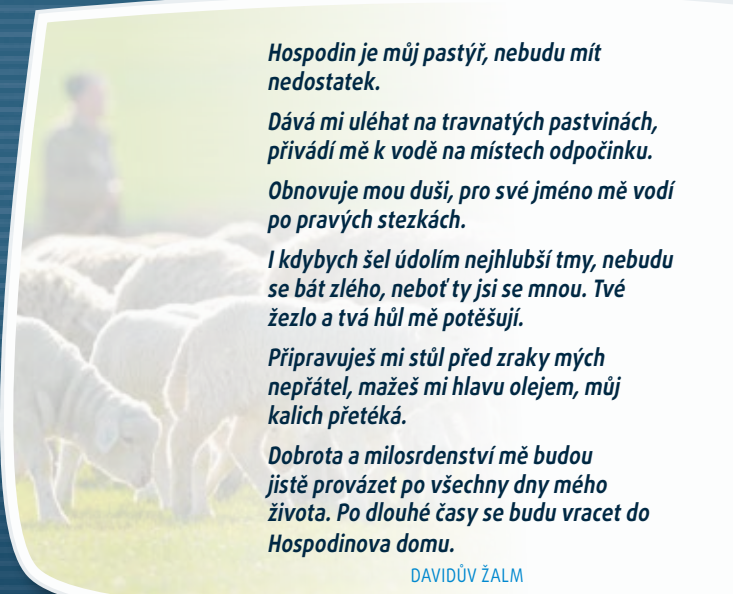 Hospodin je můj pastýř, nebudu mít
nedostatek.
Dává mi uléhat na travnatých pastvinách,
přivádí mě k vodě na místech odpočinku.
Obnovuje mou duši, pro své jméno mě vodí
po pravých stezkách.
I kdybych šel údolím nejhlubší tmy, nebudu
se bát zlého, neboť ty jsi se mnou. Tvé
žezlo a tvá hůl mě potěšují.
Připravuješ mi stůl před zraky mých
nepřátel, mažeš mi hlavu olejem, můj
kalich přetéká.
Dobrota a milosrdenství mě budou
jistě provázet po všechny dny mého
života. Po dlouhé časy se budu vracet do
Hospodinova domu.
DAVIDŮV ŽALM